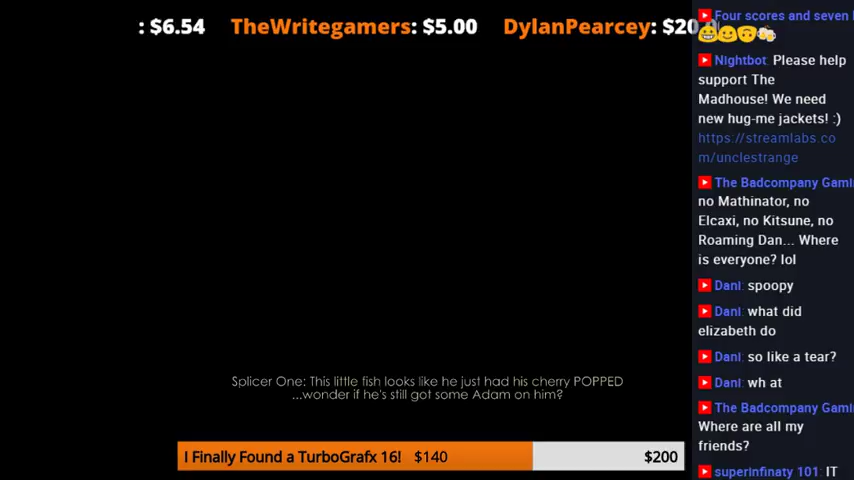 : $6.54 TheWritegamers: $5.00 DylanPearcey: $20
Four scores and seven
Nightbot: Please help
support The
Madhouse! We need
new hug-me jackets! :)
https://streamlabs.co
m/unclestrange
The Badcompany Gami
no Mathinator, no
Elcaxi, no Kitsune, no
Roaming Dan... Where
is everyone? lol
Dani: spoopy
Dani: what did
elizabeth do
Dani: so like a tear?
Dani: wh at
The Badcompany Gami
Where are all my
friends?
superinfinaty 101: IT
Splicer One: This little fish looks like he just had his cherry POPPED
...wonder if he's still got some Adam on him?
I Finally Found a TurboGrafx 16! $140 $200